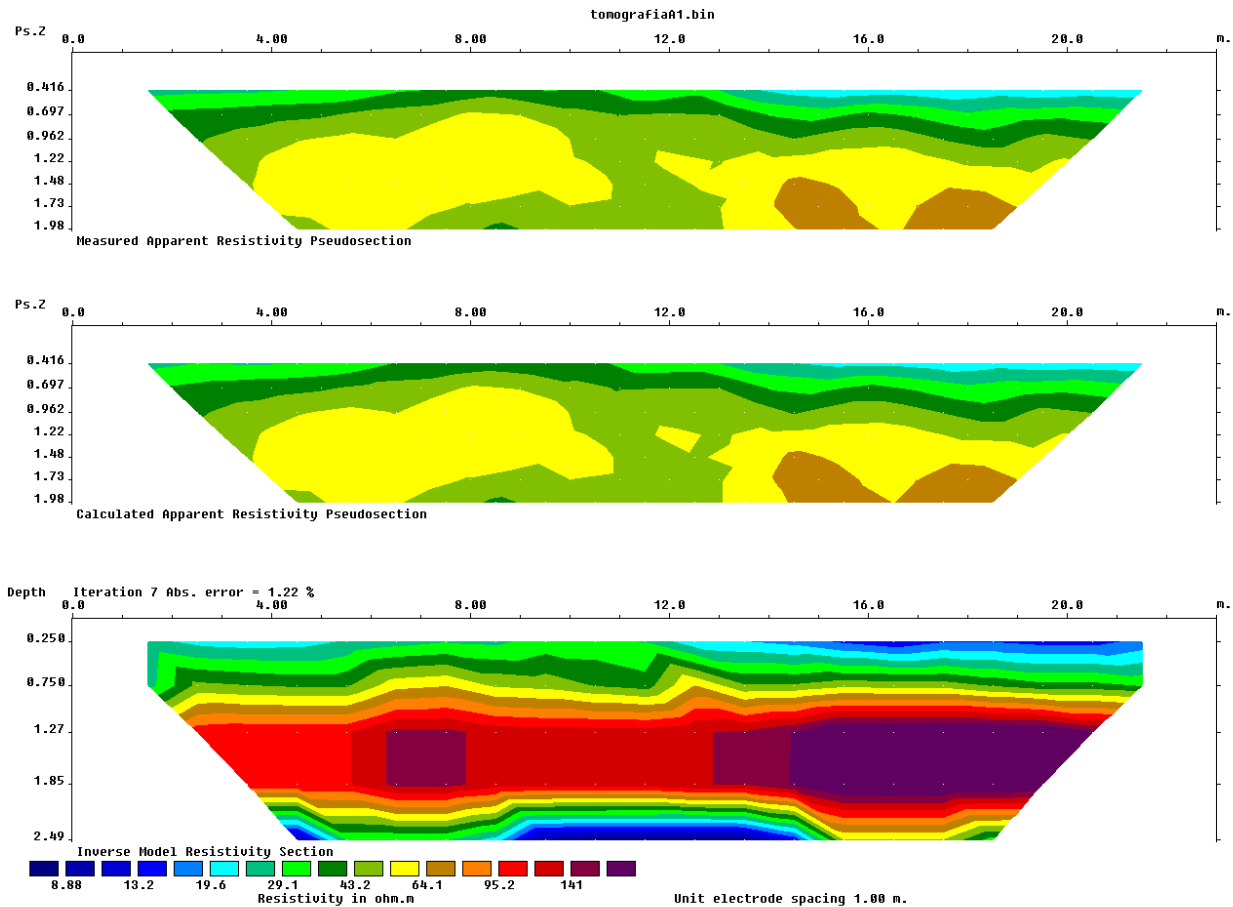 tomografiaA1.bin
Ps.Z 0.0 4.00 8.00 12.0 16.0 20.0 m.
0.416
0.697
0.962
1.22
1.48
1.73
1.98
Measured Apparent Resistivity Pseudosection
Ps.Z 0.0 4.00 8.00 12.0 16.0 20.0 m.
0.416
0.697
0.962
1.22
1.48
1.73
1.98
Calculated Apparent Resistivity Pseudosection
Depth Iteration 7 Abs. error = 1.22 %
0.0 4.00 8.00 12.0 16.0 20.0 m.
0.250
0.750
1.27
1.85
2.49
Inverse Model Resistivity Section
8.88 13.2 19.6 29.1 43.2 64.1 95.2 141
Resistivity in ohm.m Unit electrode spacing 1.00 m.